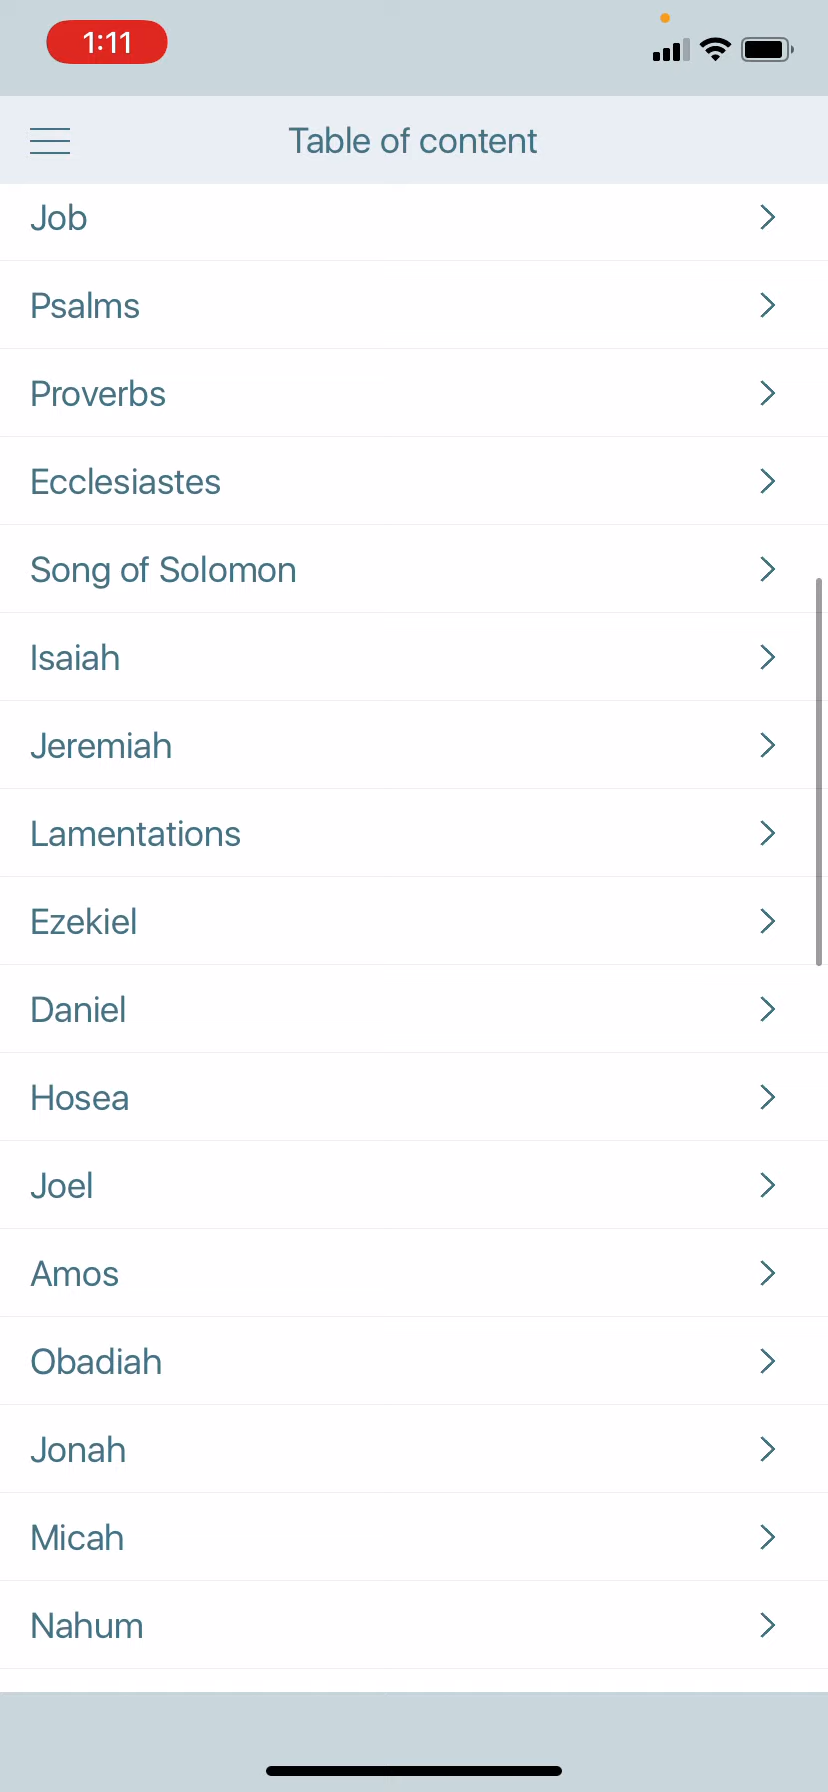 1:11
Table of content
Job
Psalms
Proverbs
Ecclesiastes
Song of Solomon
Isaiah
Jeremiah
Lamentations
Ezekiel
Daniel
Hosea
Joel
Amos
Obadiah
Jonah
Micah
Nahum